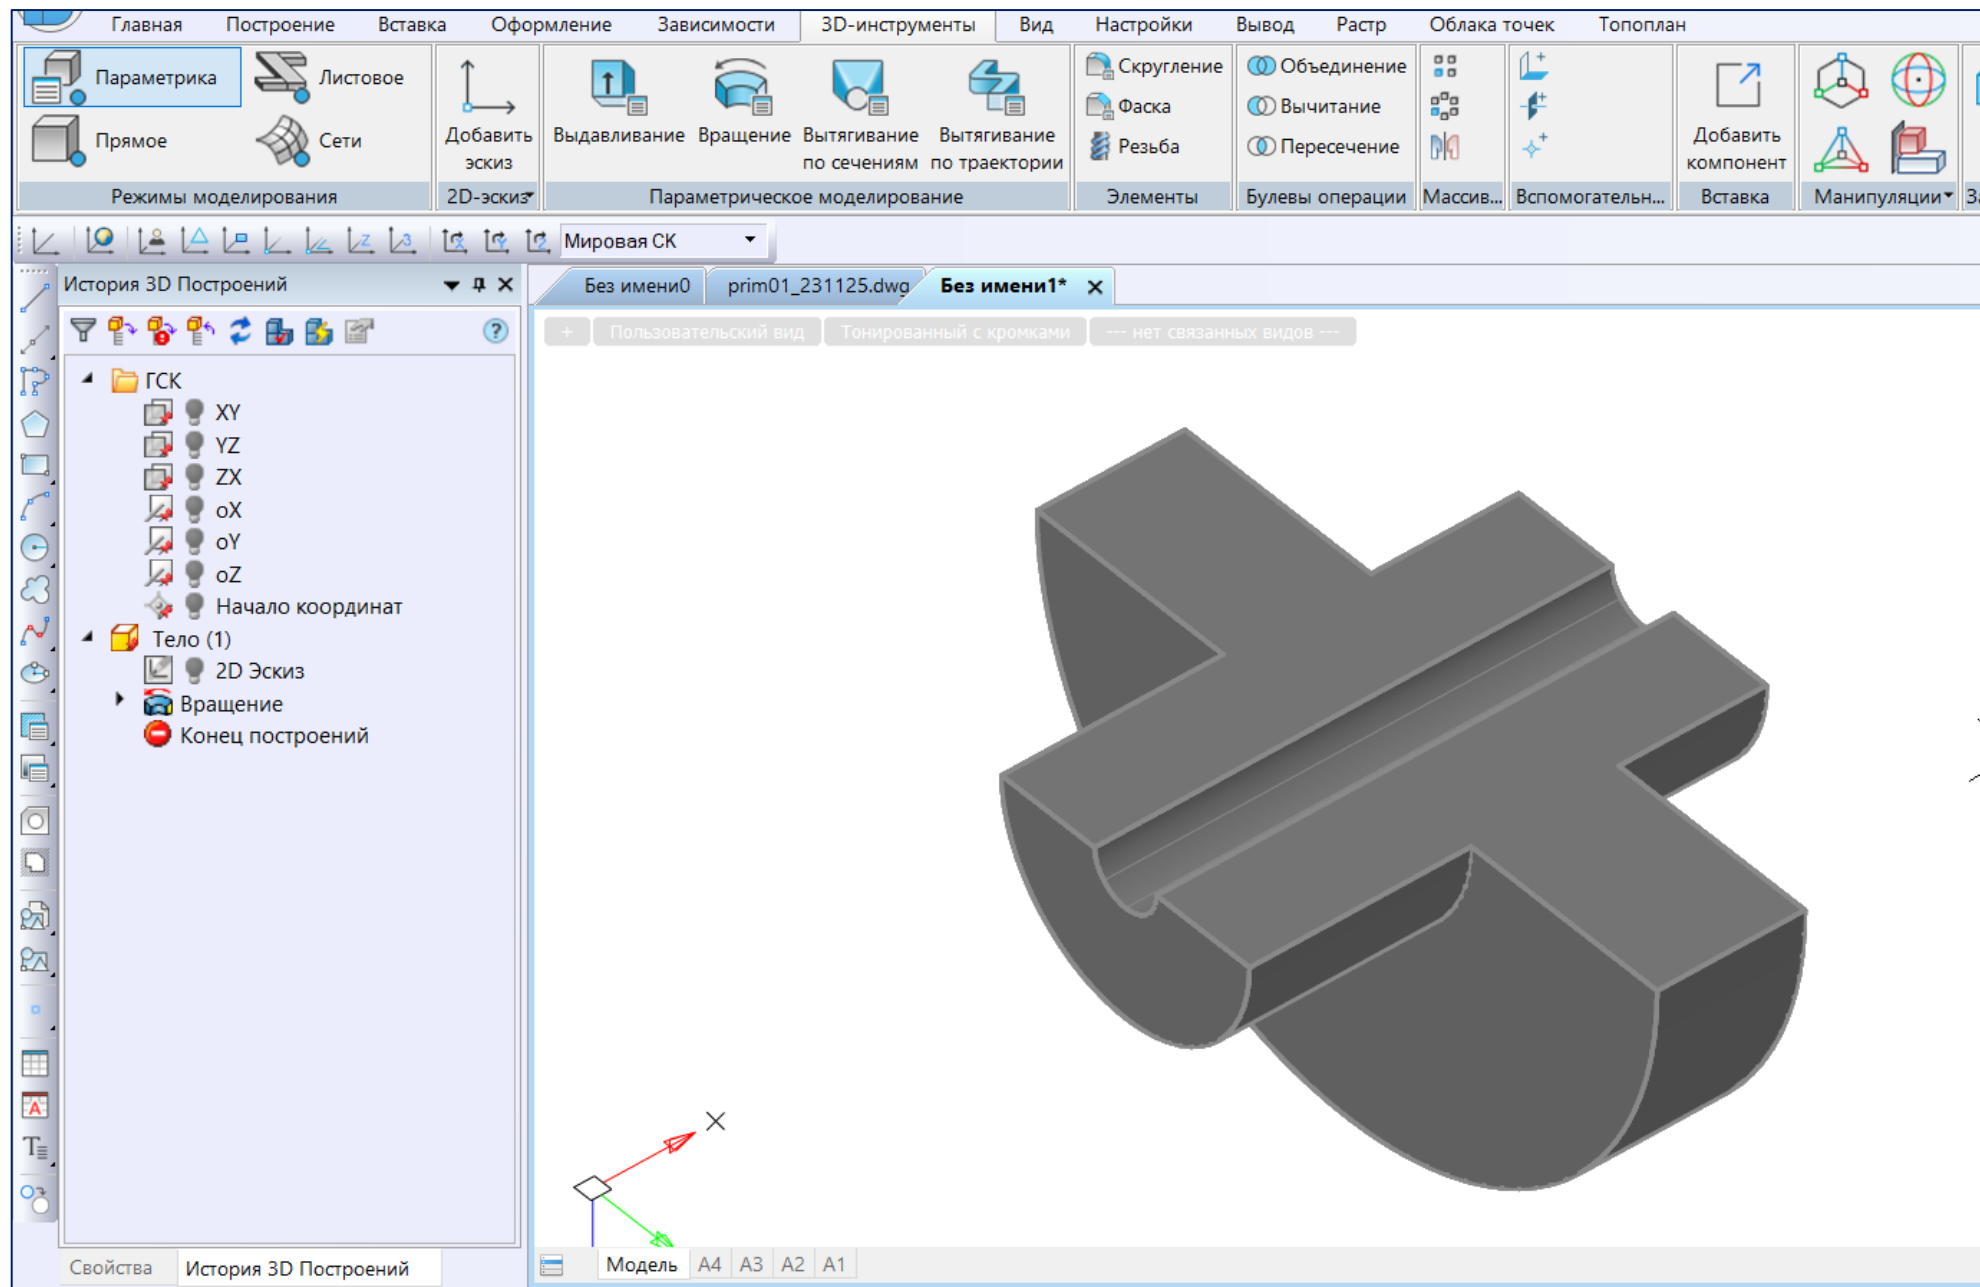 Главная Построение Вставка Оформление Зависимости 3D-инструменты Вид Настройки Вывод Растр Облака точек Топоплан
Параметрика Листовое
Прямое Сети
Режимы моделирования
Добавить
эскиз
2D-эскиз
Выдавливание Вращение Вытягивание
по сечениям
Вытягивание
по траектории
Параметрическое моделирование
Скругление
Фаска
Резьба
Элементы
Объединение
Вычитание
Пересечение
Булевы операции
Массив...
Вспомогательн...
Добавить
компонент
Вставка
Манипуляции
Мировая СК
История 3D Построений
Без имени0 prim01_231125.dwg Без имени1*
+ Пользовательский вид Тонированный с кромками --- нет связанных видов ---
ГСК
XY
YZ
ZX
oX
oY
oZ
Начало координат
Тело (1)
2D Эскиз
Вращение
Конец построений
X
Свойства История 3D Построений
Модель A4 A3 A2 A1